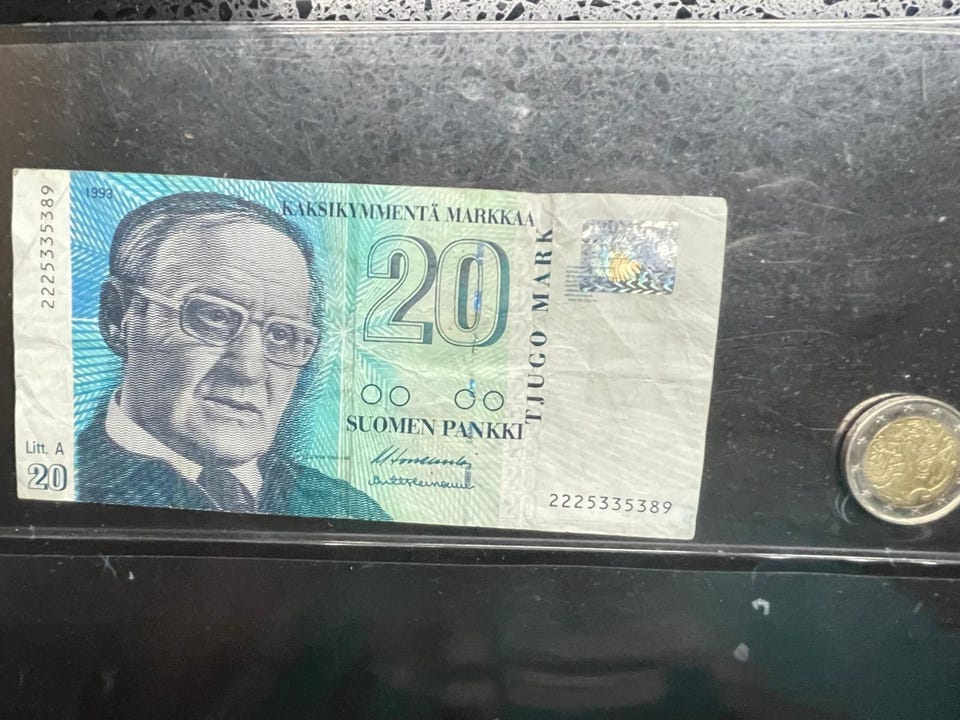 2225335389
1993
KAKSIKYMMENTÄ MARKKAA
20
TJUGO MARK
SUOMEN PANKKI
Litt. A
20
2225335389